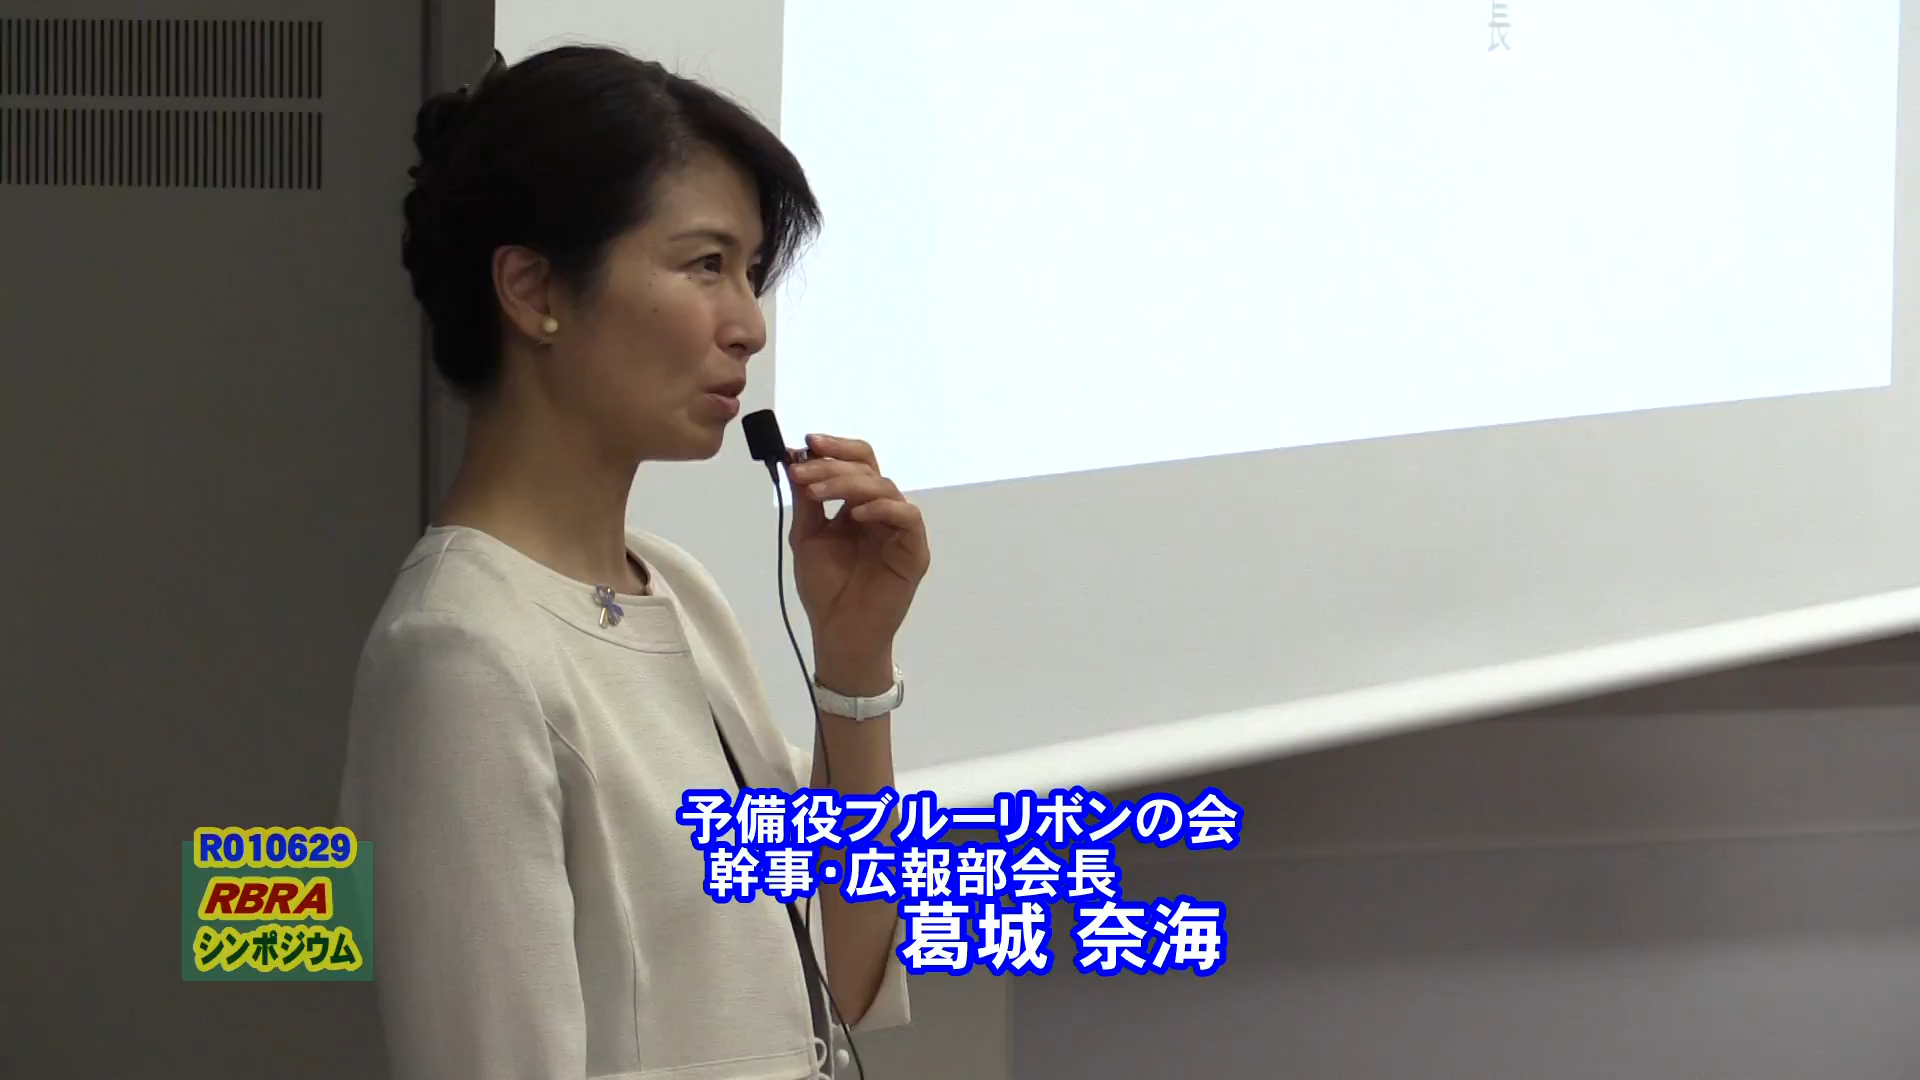 長
予備役ブルーリボンの会
幹事・広報部会長
葛城 奈海
R010629
RBRA
シンポジウム